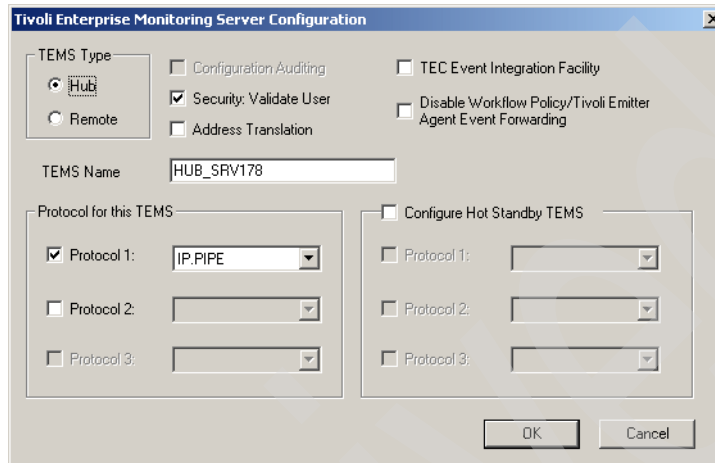 Tivoli Enterprise Monitoring Server Configuration
TEMS Type
Hub
Remote
Configuration Auditing
Security: Validate User
Address Translation
TEC Event Integration Facility
Disable Workflow Policy/Tivoli Emitter
Agent Event Forwarding
TEMS Name
HUB_SRV178
Protocol for this TEMS
Protocol 1:
IP.PIPE
Protocol 2:
Protocol 3:
Configure Hot Standby TEMS
Protocol 1:
Protocol 2:
Protocol 3:
OK
Cancel